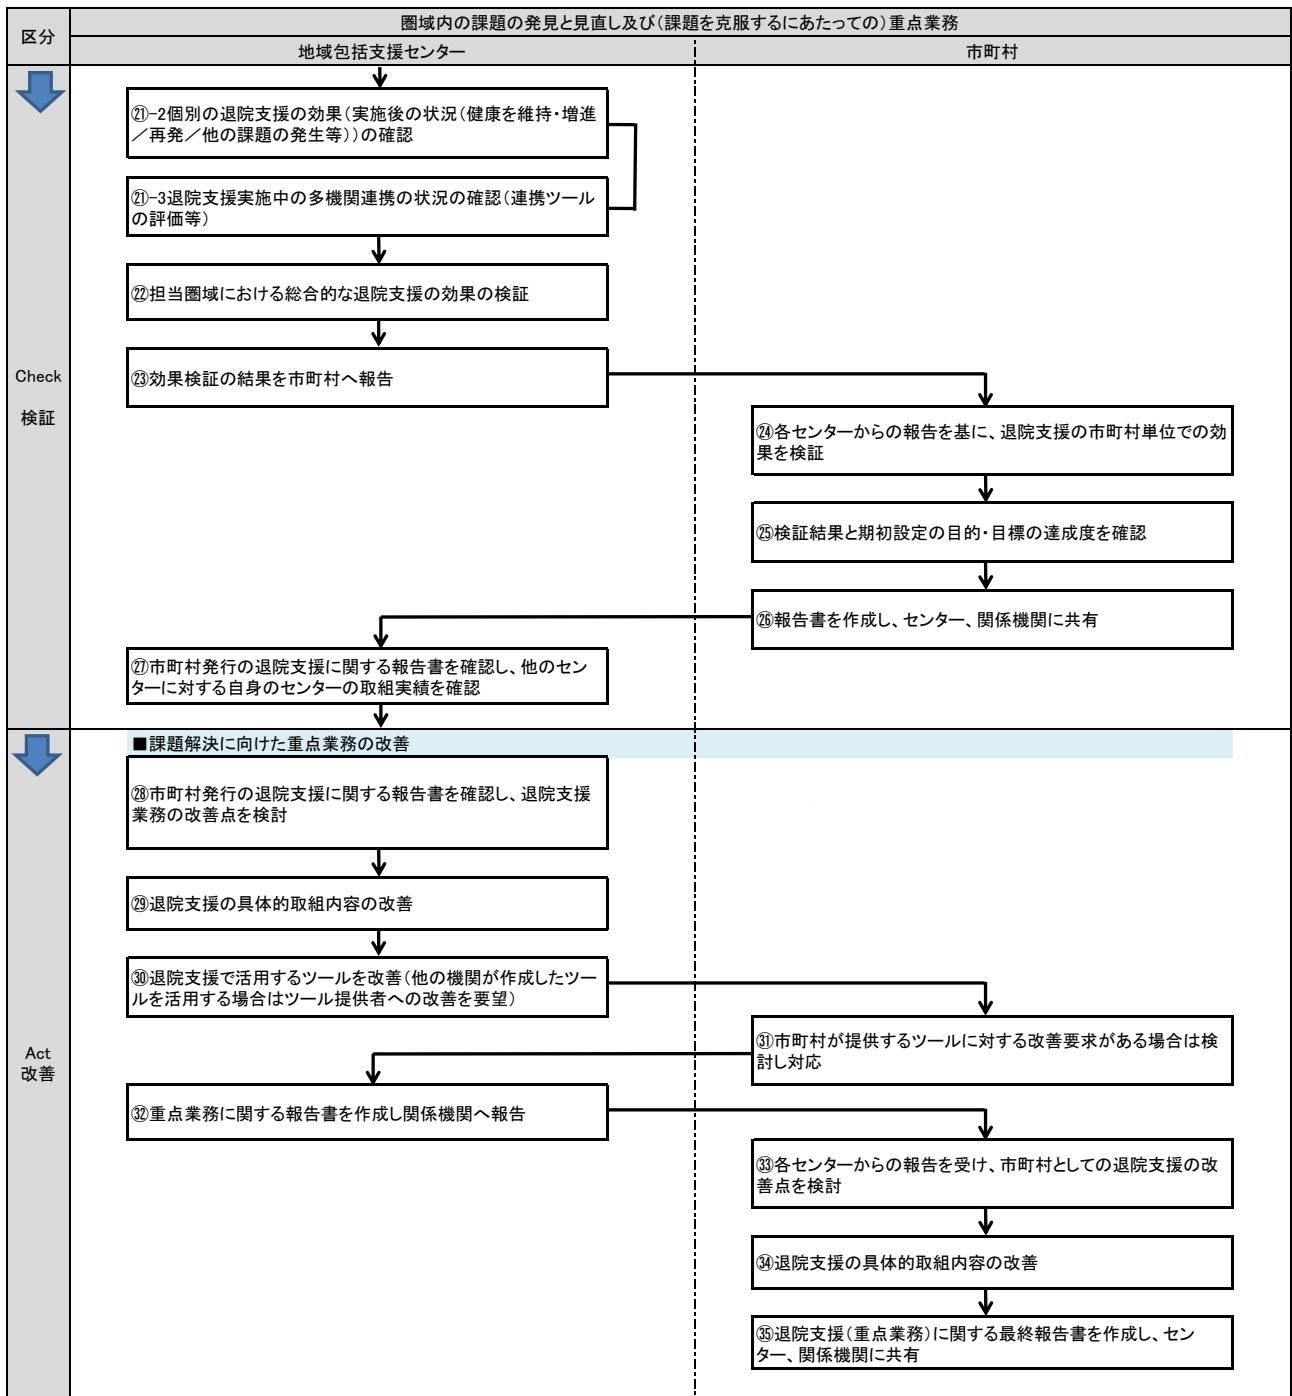 区分
圏域内の課題の発見と見直し及び(課題を克服するにあたっての)重点業務
地域包括支援センター
市町村
㉑-2個別の退院支援の効果(実施後の状況(健康を維持・増進
／再発／他の課題の発生等))の確認
㉑-3退院支援実施中の多機関連携の状況の確認(連携ツール
の評価等)
㉒担当圏域における総合的な退院支援の効果の検証
㉓効果検証の結果を市町村へ報告
Check
検証
㉔各センターからの報告を基に、退院支援の市町村単位での効
果を検証
㉕検証結果と期初設定の目的・目標の達成度を確認
㉖報告書を作成し、センター、関係機関に共有
㉗市町村発行の退院支援に関する報告書を確認し、他のセン
ターに対する自身のセンターの取組実績を確認
■課題解決に向けた重点業務の改善
㉘市町村発行の退院支援に関する報告書を確認し、退院支援
業務の改善点を検討
㉙退院支援の具体的取組内容の改善
㉚退院支援で活用するツールを改善(他の機関が作成したツー
ルを活用する場合はツール提供者への改善を要望)
Act
改善
㉛市町村が提供するツールに対する改善要求がある場合は検
討し対応
㉜重点業務に関する報告書を作成し関係機関へ報告
㉝各センターからの報告を受け、市町村としての退院支援の改
善点を検討
㉞退院支援の具体的取組内容の改善
㉟退院支援(重点業務)に関する最終報告書を作成し、セン
ター、関係機関に共有